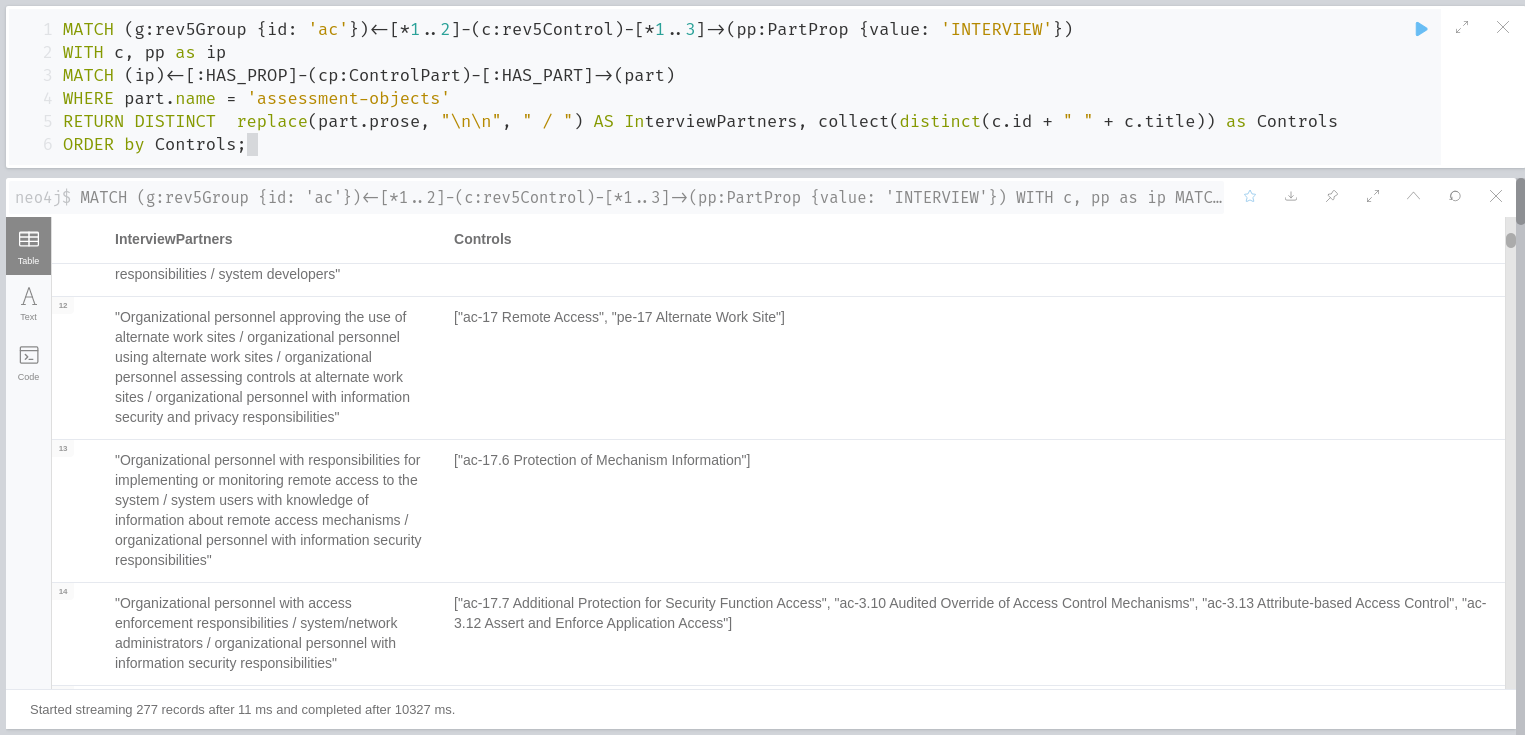 1 MATCH (g:rev5Group {id: 'ac'})<-[*1..2]-(c:rev5Control)-[*1..3]->(pp:PartProp {value: 'INTERVIEW'})
2 WITH c, pp as ip
3 MATCH (ip)<-[:HAS_PROP]-(cp:ControlPart)-[:HAS_PART]->(part)
4 WHERE part.name = 'assessment-objects'
5 RETURN DISTINCT  replace(part.prose, "\n\n", " / ") AS InterviewPartners, collect(distinct(c.id + " " + c.title)) as Controls
6 ORDER by Controls;
neo4j$ MATCH (g:rev5Group {id: 'ac'})<-[*1..2]-(c:rev5Control)-[*1..3]->(pp:PartProp {value: 'INTERVIEW'}) WITH c, pp as ip MATC…
Table
Text
Code
InterviewPartners Controls
responsibilities / system developers"
12
"Organizational personnel approving the use of ["ac-17 Remote Access", "pe-17 Alternate Work Site"]
alternate work sites / organizational personnel
using alternate work sites / organizational
personnel assessing controls at alternate work
sites / organizational personnel with information
security and privacy responsibilities"
13
"Organizational personnel with responsibilities for ["ac-17.6 Protection of Mechanism Information"]
implementing or monitoring remote access to the
system / system users with knowledge of
information about remote access mechanisms /
organizational personnel with information security
responsibilities"
14
"Organizational personnel with access ["ac-17.7 Additional Protection for Security Function Access", "ac-3.10 Audited Override of Access Control Mechanisms", "ac-3.13 Attribute-based Access Control", "ac-
enforcement responsibilities / system/network 3.12 Assert and Enforce Application Access"]
administrators / organizational personnel with
information security responsibilities"
Started streaming 277 records after 11 ms and completed after 10327 ms.